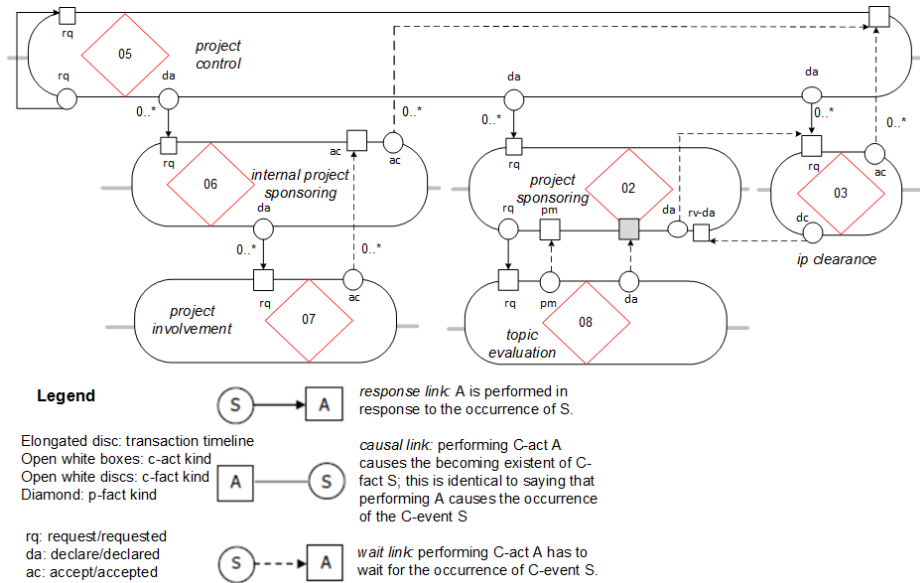 rq
05
project
control
rq
da
da
da
0..*
0..*
0..*
0..*
rq
ac
ac
rq
rq
ac
06
internal project
sponsoring
project
sponsoring
02
03
da
rq
pm
da
rv-da
dc
0..*
0..*
ip clearance
rq
ac
rq
pm
da
project
involvement
07
08
topic
evaluation
Legend
S
A
response link: A is performed in
response to the occurrence of S.
Elongated disc: transaction timeline
Open white boxes: c-act kind
Open white discs: c-fact kind
Diamond: p-fact kind
A
S
causal link: performing C-act A
causes the becoming existent of C-
fact S; this is identical to saying that
performing A causes the occurrence
of the C-event S
rq: request/requested
da: declare/declared
ac: accept/accepted
S
A
wait link: performing C-act A has to
wait for the occurrence of C-event S.